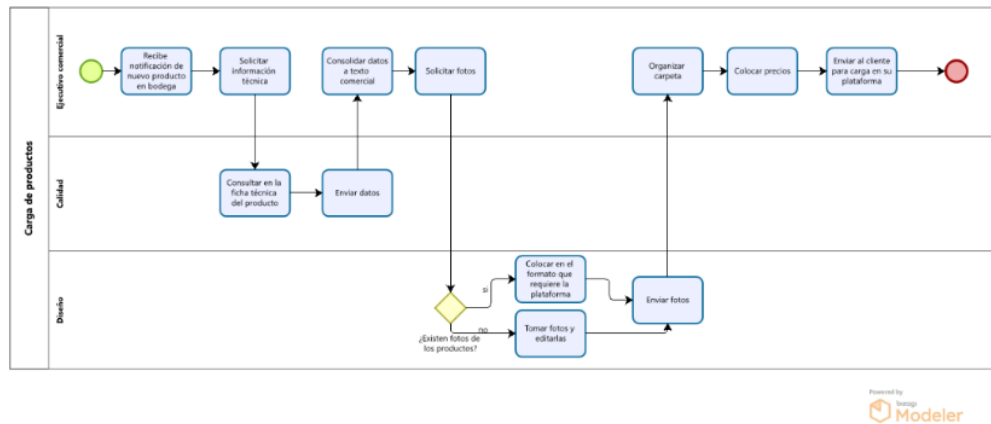 Carga de productos
Ejecutivo comercial
Recibe
notificación de
nuevo producto
en bodega
Solicitar
información
técnica
Consolidar datos
a texto
comercial
Solicitar fotos
Organizar
carpeta
Colocar precios
Enviar al cliente
para carga en su
plataforma
Calidad
Consultar en la
ficha técnica
del producto
Enviar datos
Diseño
¿Existen fotos de
los productos?
si
Colocar en el
formato que
requiere la
plataforma
no
Tomar fotos y
editarlas
Enviar fotos
Powered by
bizagi
Modeler